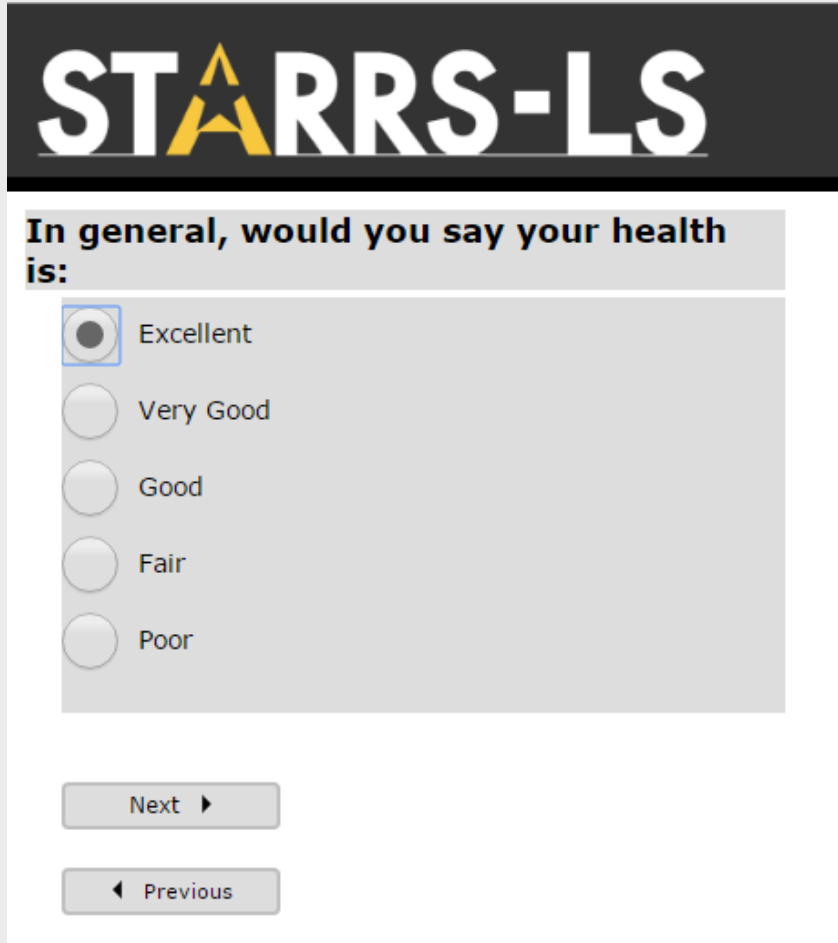 STARRS-LS
In general, would you say your health
is:
Excellent
Very Good
Good
Fair
Poor
Next
Previous